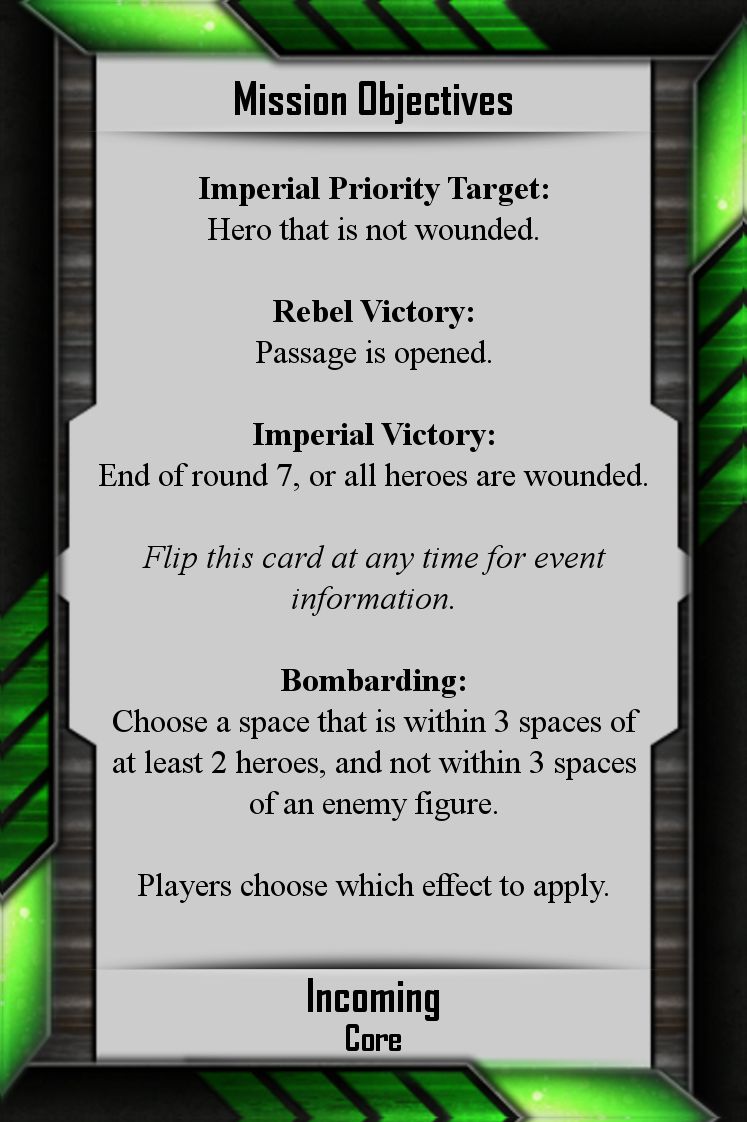 Mission Objectives
Imperial Priority Target:
Hero that is not wounded.
Rebel Victory:
Passage is opened.
Imperial Victory:
End of round 7, or all heroes are wounded.
Flip this card at any time for event
information.
Bombarding:
Choose a space that is within 3 spaces of
at least 2 heroes, and not within 3 spaces
of an enemy figure.
Players choose which effect to apply.
Incoming
Core